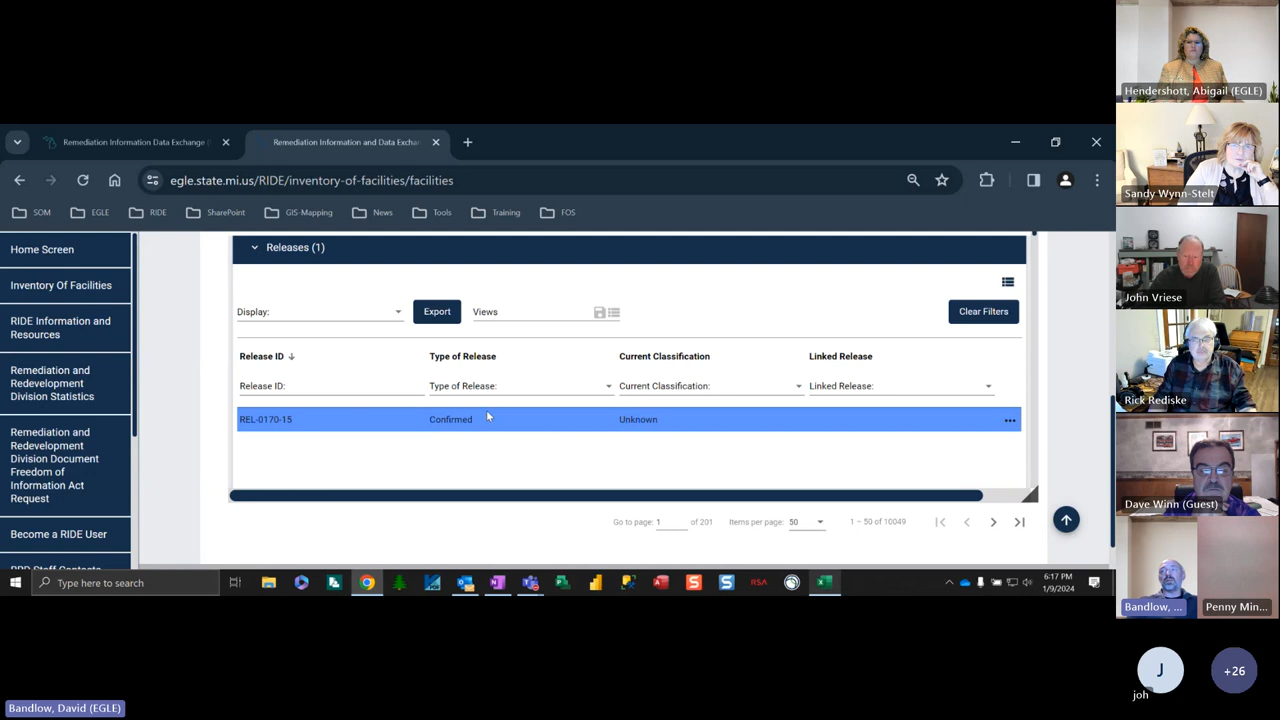 Remediation Information Data Exchange (
Remediation Information and Data Excha
egle.state.mi.us/RIDE/inventory-of-facilities/facilities
SOM EGLE RIDE SharePoint GIS-Mapping News Tools Training FOS
Home Screen
Inventory Of Facilities
RIDE Information and
Resources
Remediation and
Redevelopment
Division Statistics
Remediation and
Redevelopment
Division Document
Freedom of
Information Act
Request
Become a RIDE User
RRD Staff Contacts
Releases (1)
Display: Export Views Clear Filters
Release ID Type of Release Current Classification Linked Release
Release ID: Type of Release: Current Classification: Linked Release:
REL-0170-15 Confirmed Unknown
Go to page: 1 of 201 Items per page: 50 1 – 50 of 10049
Type here to search
RSA
6:17 PM
1/9/2024
Hendershott, Abigail (EGLE)
Sandy Wynn-Stelt
John Vriese
Rick Rediske
Dave Winn (Guest)
Bandlow, ... Penny Min...
J
joh
+26
Bandlow, David (EGLE)